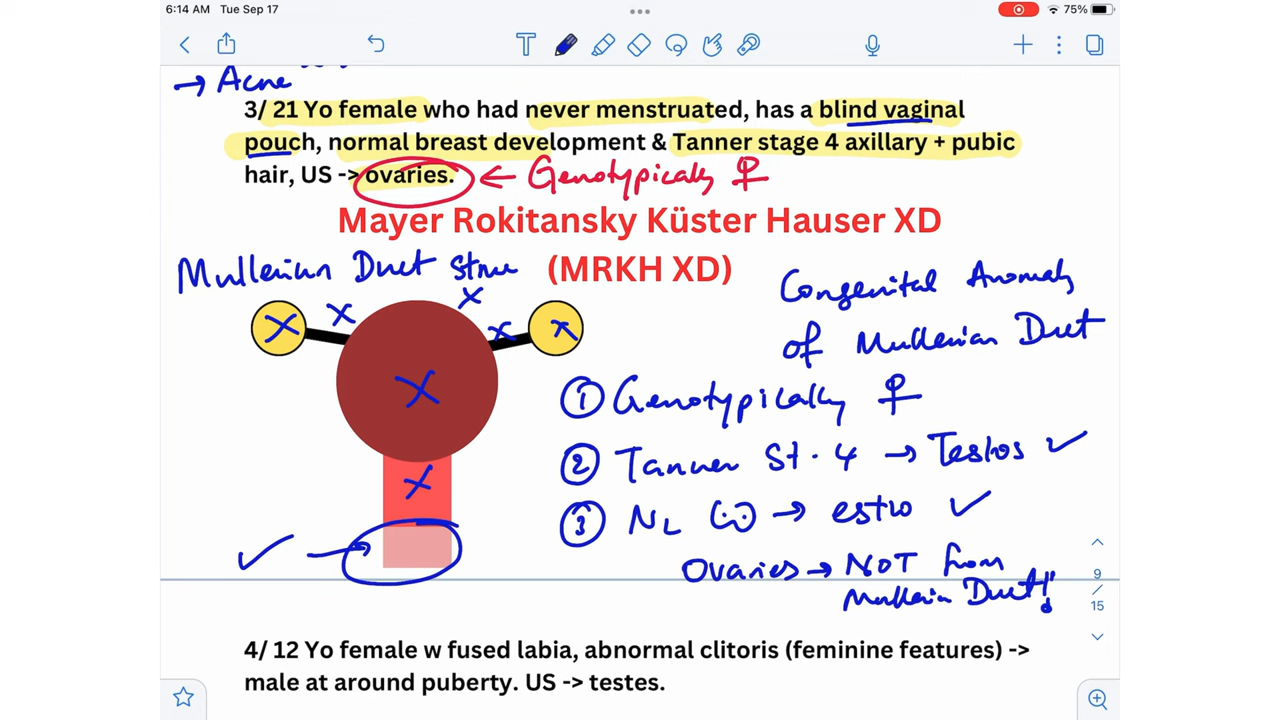 6:14 AM Tue Sep 17
75%
→ Acne
3/ 21 Yo female who had never menstruated, has a blind vaginal
pouch, normal breast development & Tanner stage 4 axillary + pubic
hair, US -> ovaries. ← Genotypically ♀
Mayer Rokitansky Küster Hauser XD
(MRKH XD)
Mullerian Duct
Congenital Anomaly
of Mullerian Duct
① Genotypically ♀
② Tanner St. 4 → Testos ✓
③ NL → estro ✓
Ovaries → NOT from
Mullerian Duct!!
9
/
15
4/ 12 Yo female w fused labia, abnormal clitoris (feminine features) ->
male at around puberty. US -> testes.